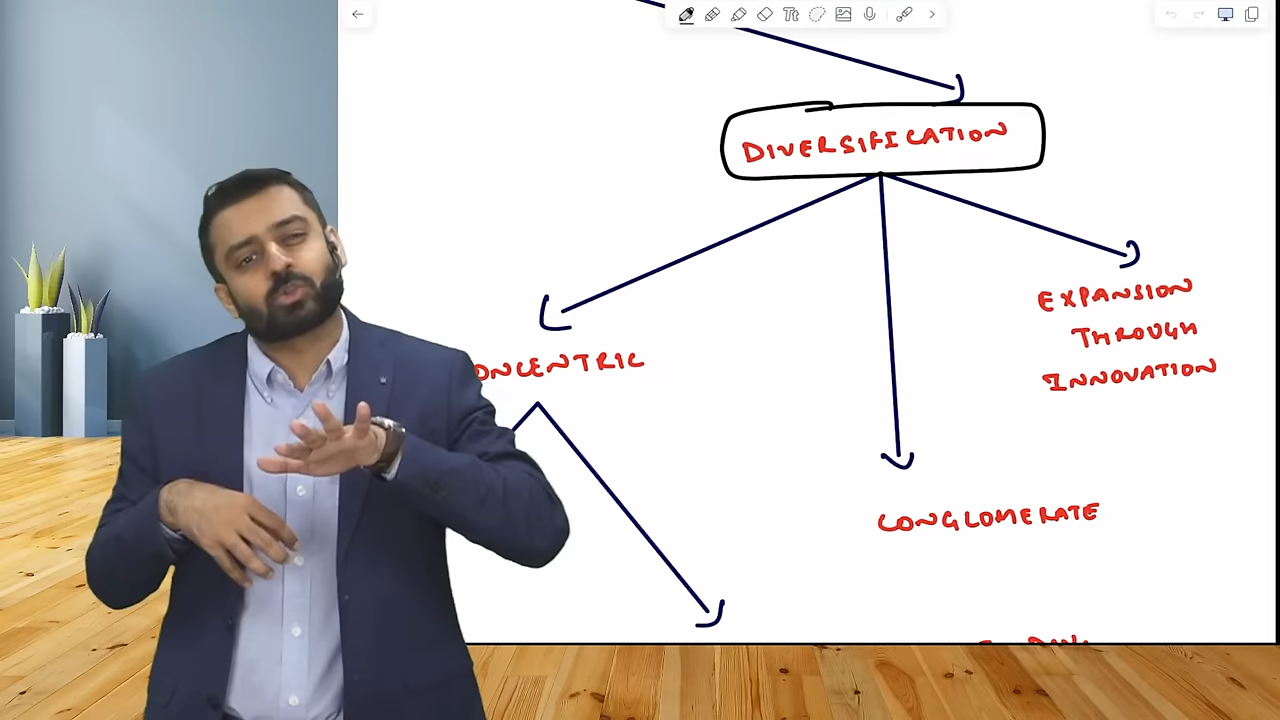 DIVERSIFICATION
EXPANSION
THROUGH
INNOVATION
ONCENTRIC
CONGLOMERATE